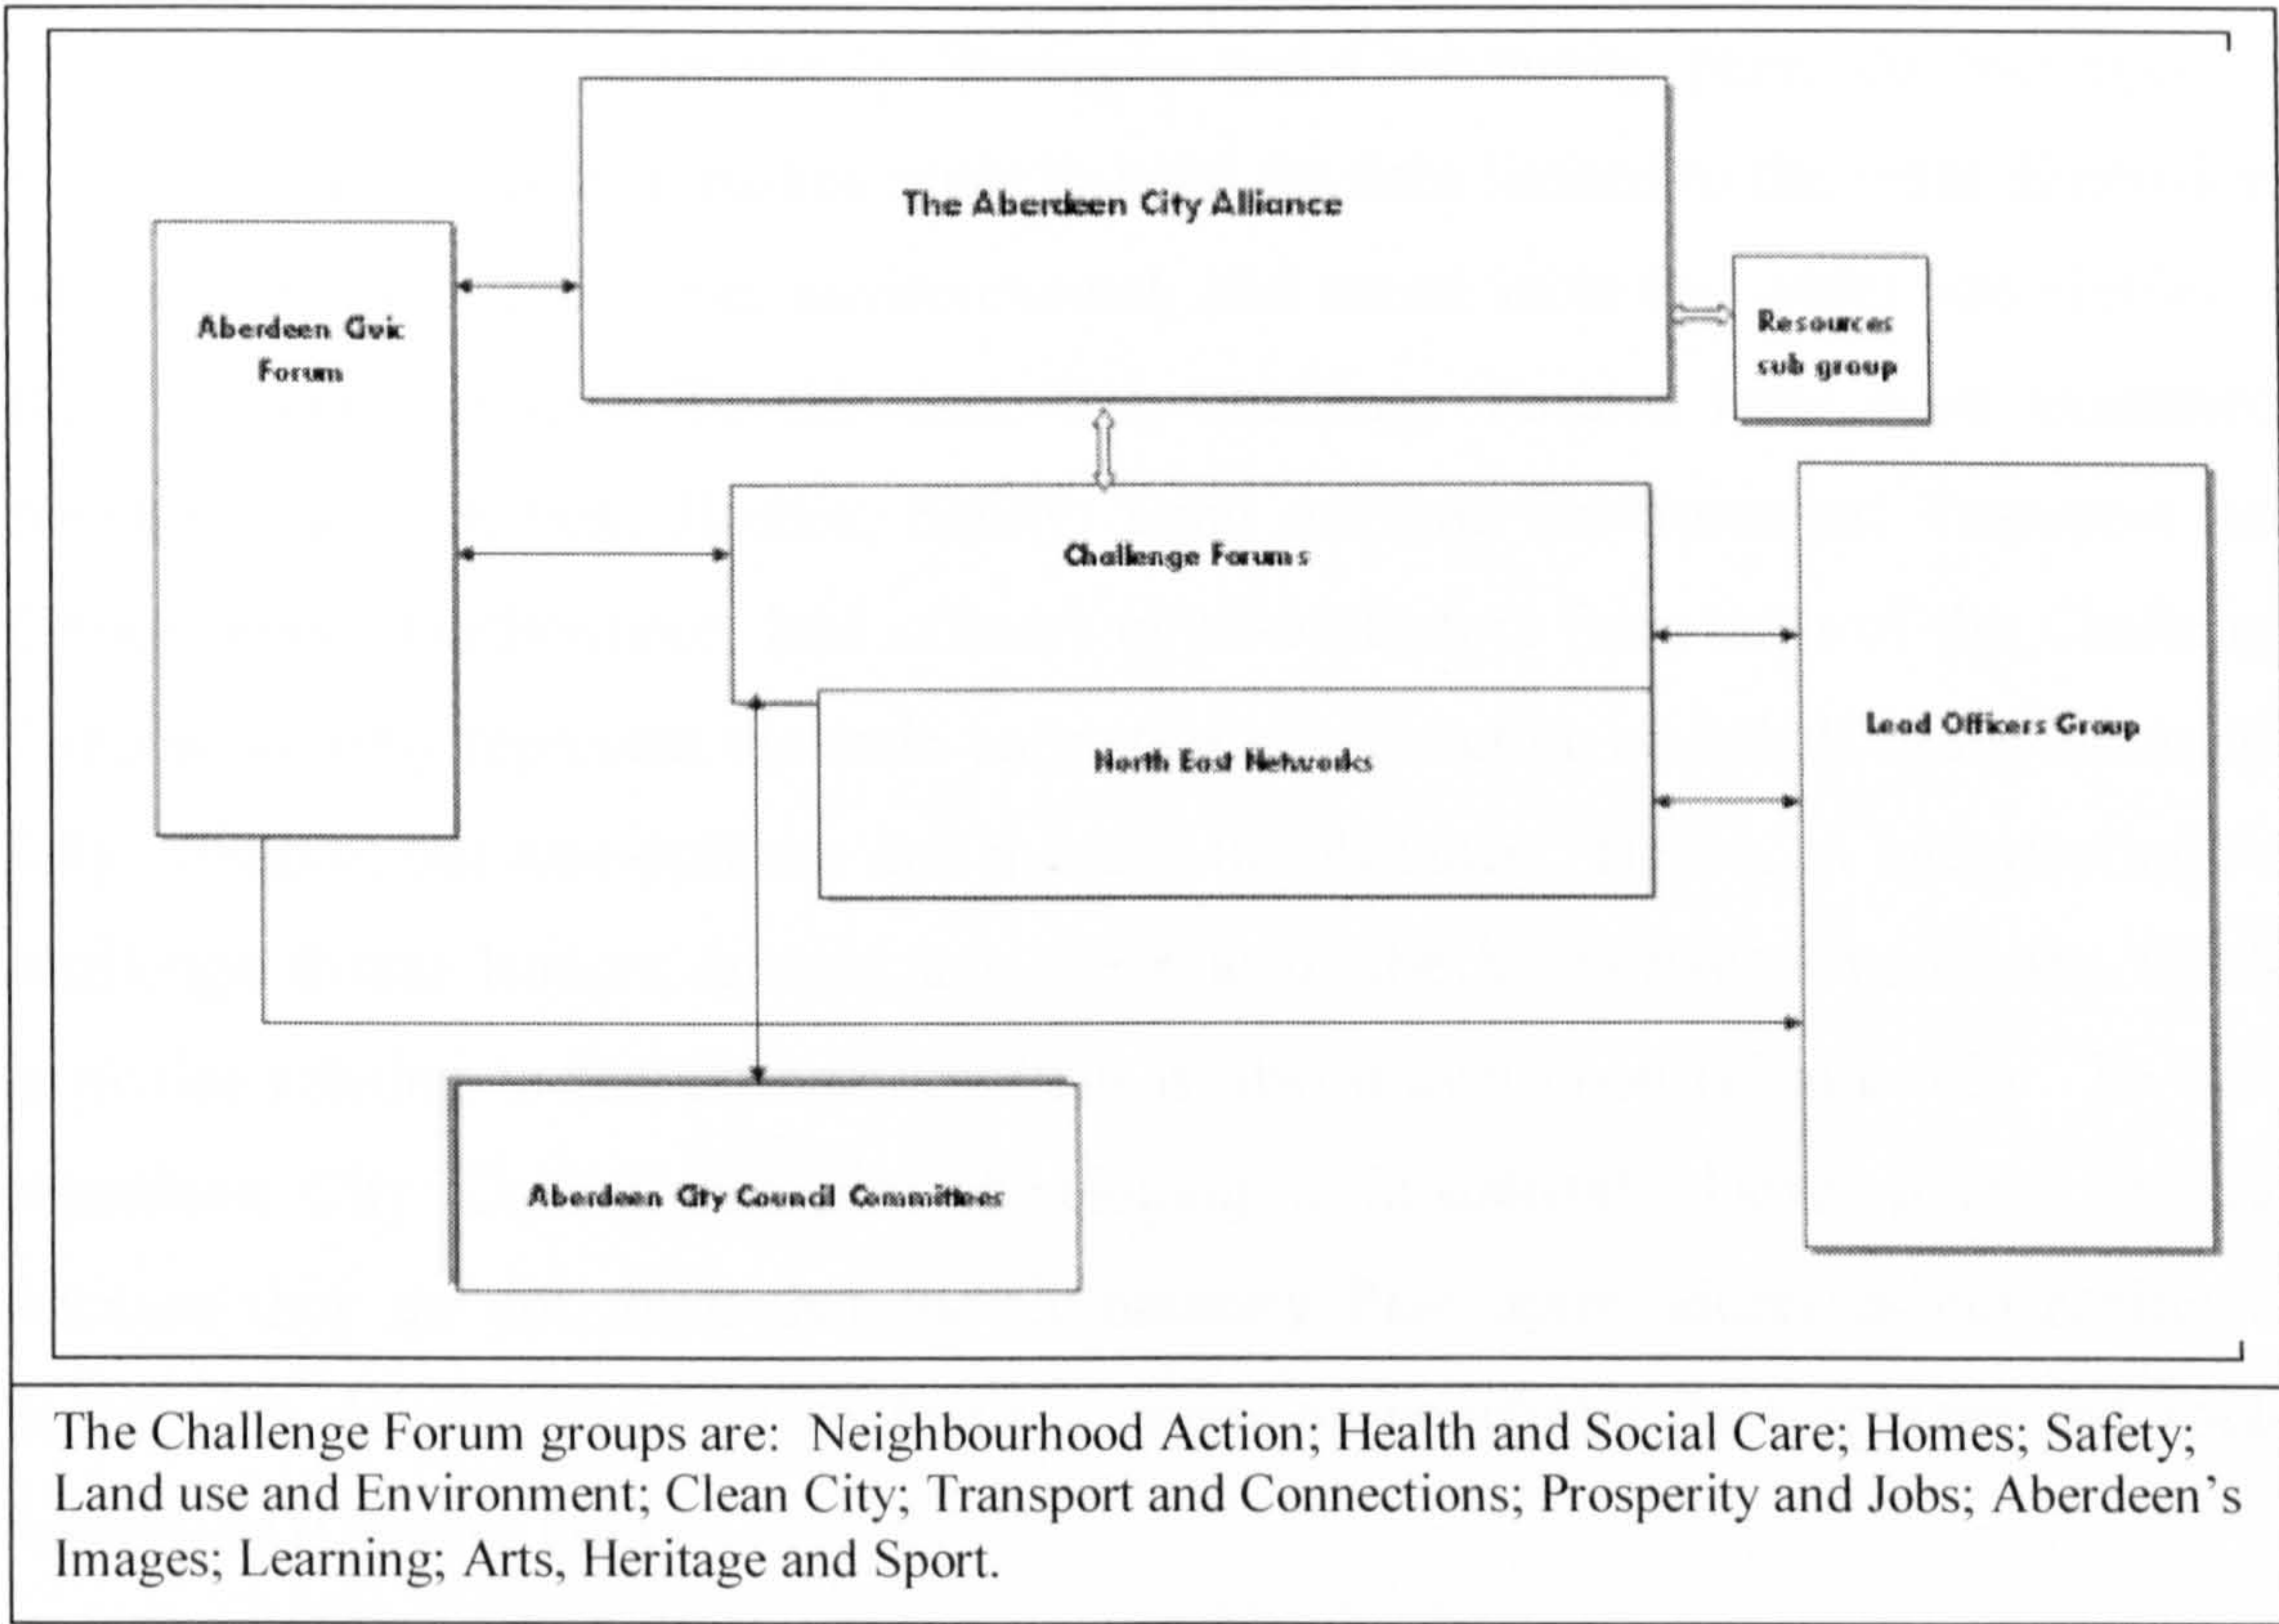 The Aberdeen City Alliance
Aberdeen Civic
Forum
Resources
sub group
Challenge Forums
Lead Officers Group
North East Networks
Aberdeen City Council Committees
The Challenge Forum groups are: Neighbourhood Action; Health and Social Care; Homes; Safety;
Land use and Environment; Clean City; Transport and Connections; Prosperity and Jobs; Aberdeen's
Images; Learning; Arts, Heritage and Sport.